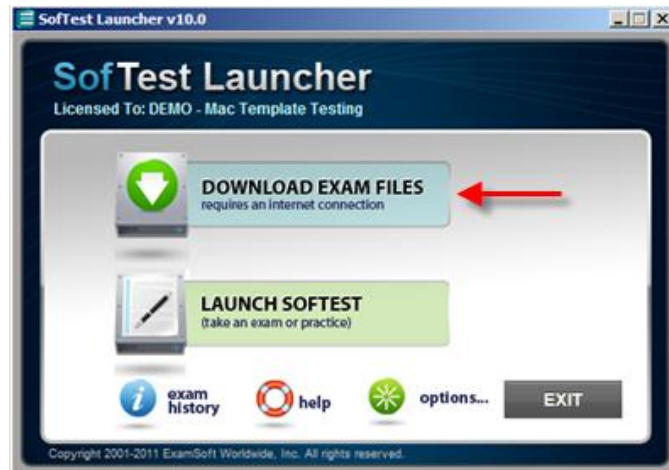 SofTest Launcher v10.0
SofTest Launcher
Licensed To: DEMO - Mac Template Testing
DOWNLOAD EXAM FILES
requires an internet connection
LAUNCH SOFTEST
(take an exam or practice)
exam
history
help
options...
EXIT
Copyright 2001-2011 ExamSoft Worldwide, Inc. All rights reserved.